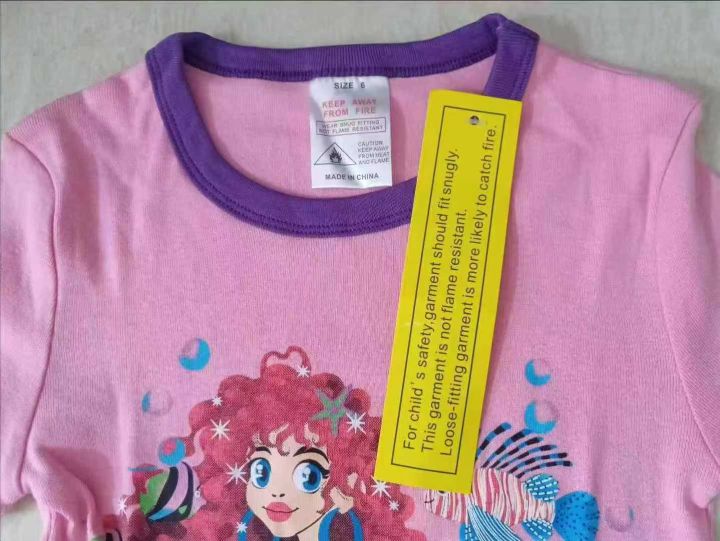 SIZE 6
KEEP AWAY
FROM FIRE
WEAR SNUG FITTING
NOT FLAME RESISTANT
CAUTION
KEEP AWAY
FROM HEAT
AND FLAME
MADE IN CHINA
For child's safety,garment should fit snugly.
This garment is not flame resistant.
Loose-fitting garment is more likely to catch fire.